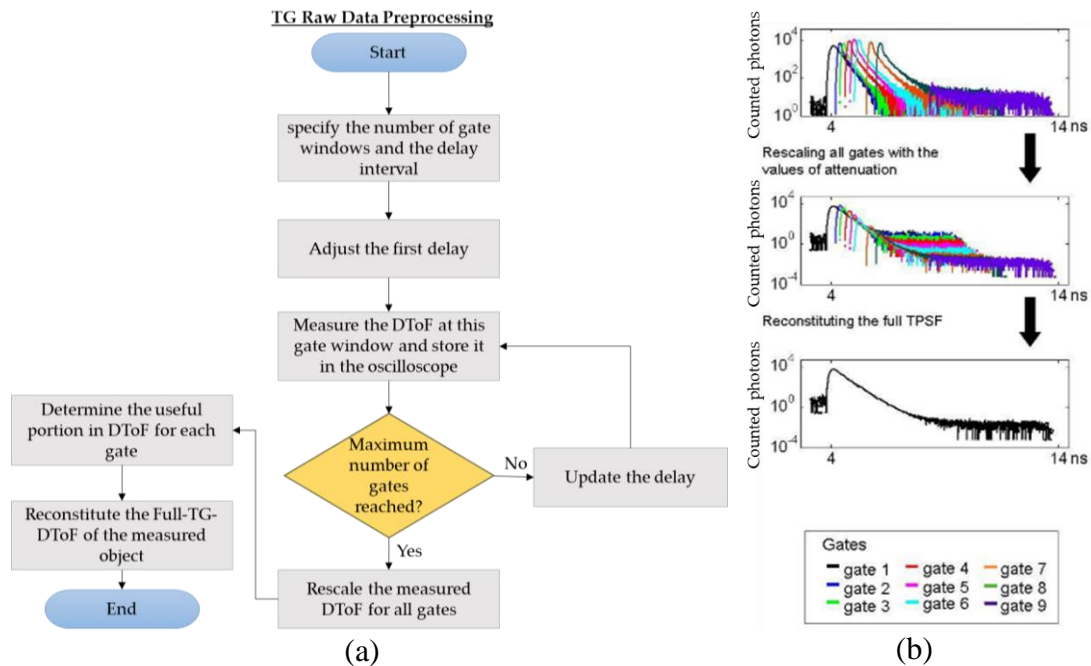 TG Raw Data Preprocessing
Start
specify the number of gate
windows and the delay
interval
Adjust the first delay
Measure the DToF at this
gate window and store it
in the oscilloscope
Maximum
number of
gates
reached?
No
Update the delay
Yes
Rescale the measured
DToF for all gates
Determine the useful
portion in DToF for each
gate
Reconstitute the Full-TG-
DToF of the measured
object
End
(a)
Counted photons
10^4
10^2
10^0
4
14 ns
Rescaling all gates with the
values of attenuation
Counted photons
10^4
10^0
10^-4
4
14 ns
Reconstituting the full TPSF
Counted photons
10^4
10^0
10^-4
4
14 ns
Gates
gate 1
gate 2
gate 3
gate 4
gate 5
gate 6
gate 7
gate 8
gate 9
(b)